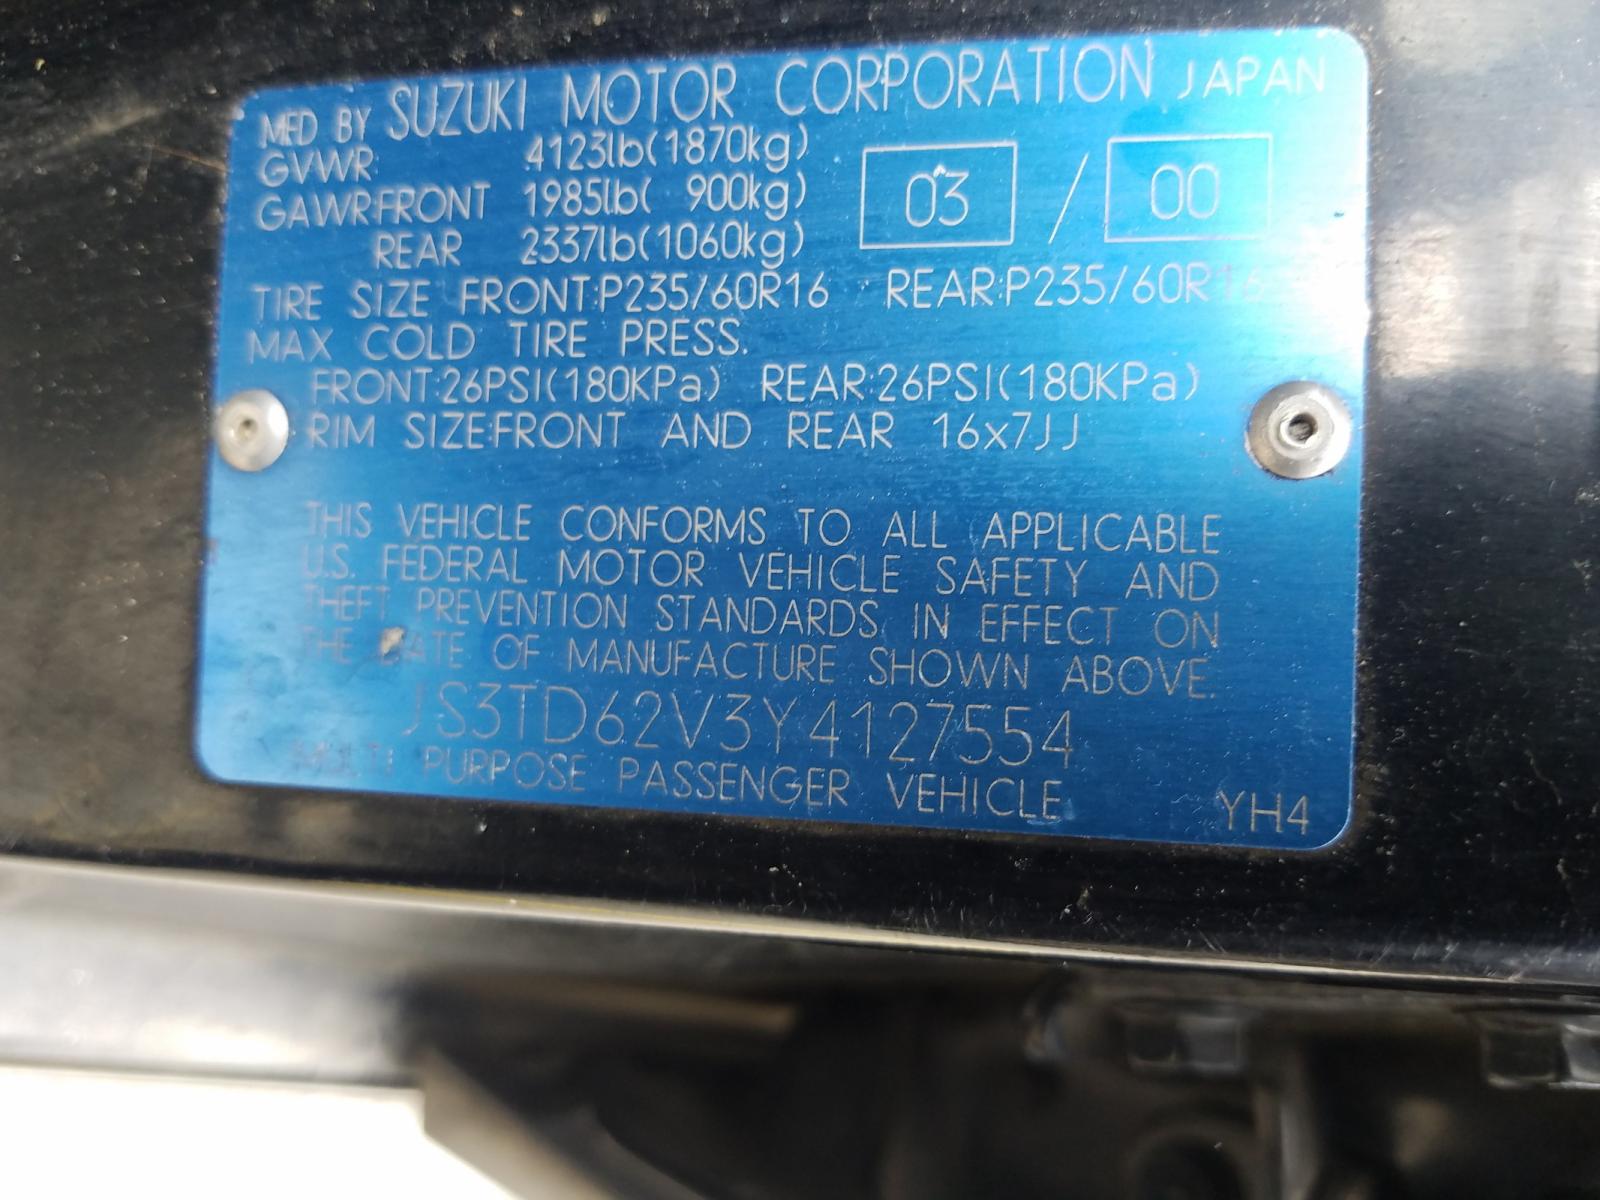 MFD BY SUZUKI MOTOR CORPORATION JAPAN
GVWR: 4123lb(1870kg)
GAWR:FRONT 1985lb( 900kg)
03 / 00
REAR 2337lb(1060kg)
TIRE SIZE FRONT:P235/60R16 REAR:P235/60R16
MAX COLD TIRE PRESS.
FRONT:26PSI(180KPa) REAR:26PSI(180KPa)
RIM SIZE:FRONT AND REAR 16x7JJ
THIS VEHICLE CONFORMS TO ALL APPLICABLE
U.S. FEDERAL MOTOR VEHICLE SAFETY AND
THEFT PREVENTION STANDARDS IN EFFECT ON
THE DATE OF MANUFACTURE SHOWN ABOVE.
JS3TD62V3Y4127554
MULTI PURPOSE PASSENGER VEHICLE YH4